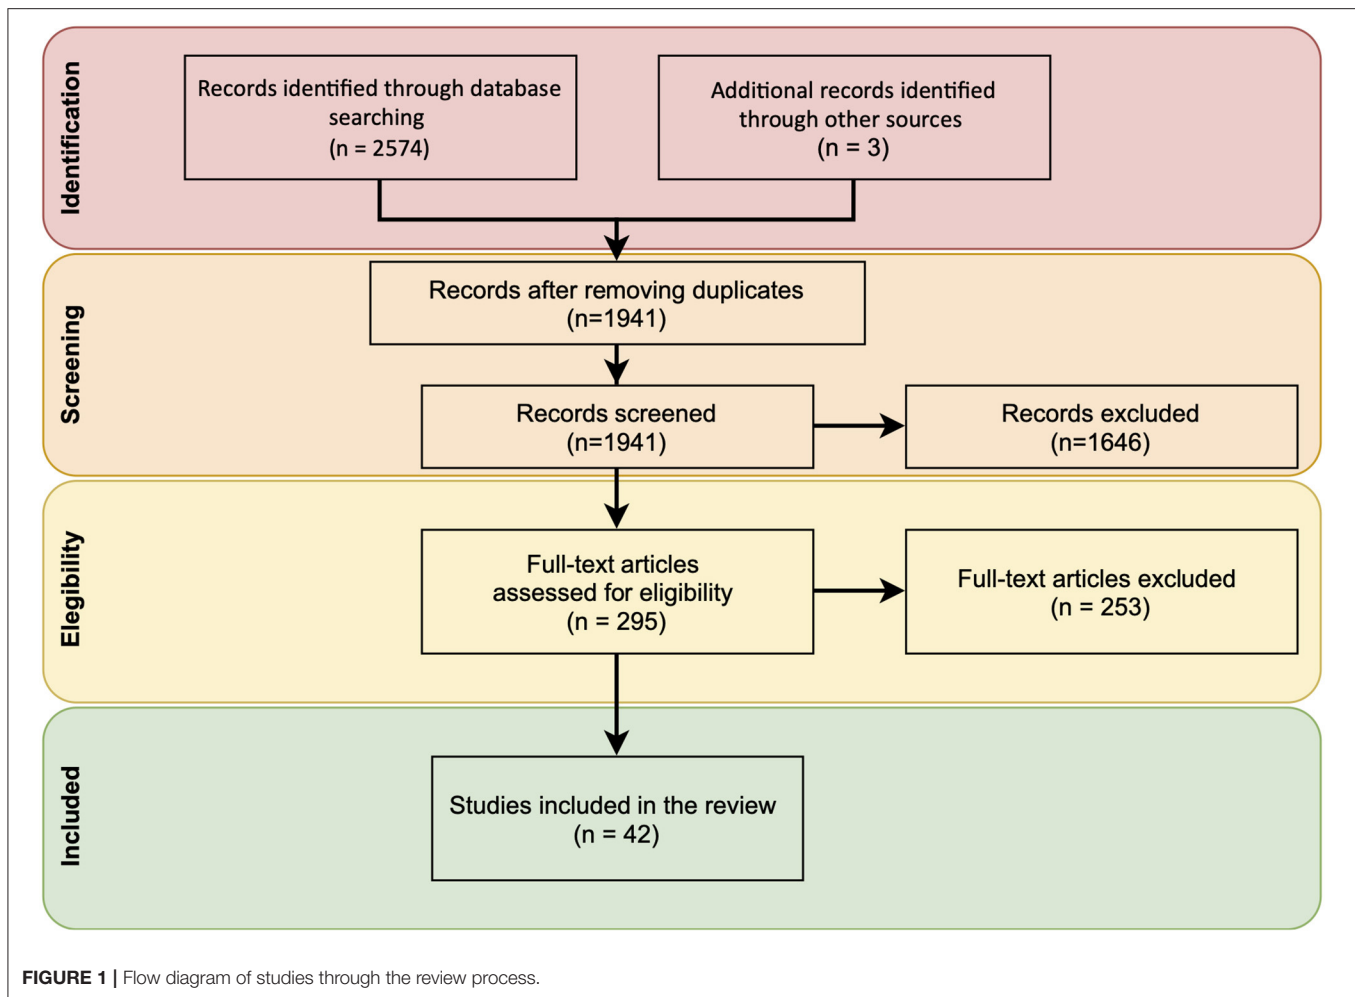 Identification
Records identified through database
searching
(n = 2574)
Additional records identified
through other sources
(n = 3)
Screening
Records after removing duplicates
(n=1941)
Records screened
(n=1941)
Records excluded
(n=1646)
Elegibility
Full-text articles
assessed for eligibility
(n = 295)
Full-text articles excluded
(n = 253)
Included
Studies included in the review
(n = 42)
FIGURE 1 | Flow diagram of studies through the review process.